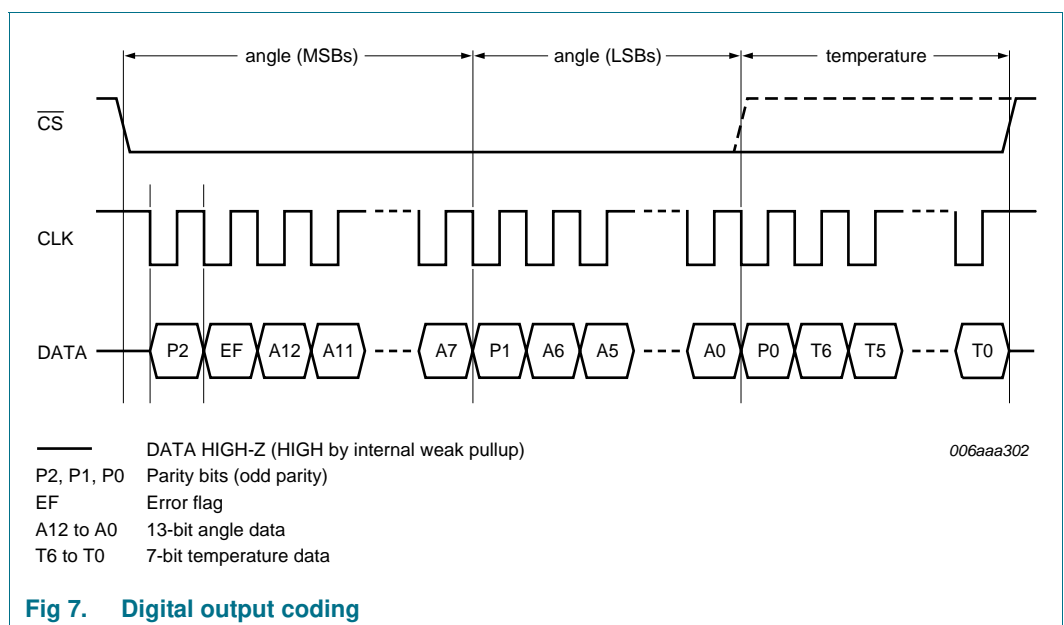 angle (MSBs) angle (LSBs) temperature
CS
CLK
DATA P2 EF A12 A11 A7 P1 A6 A5 A0 P0 T6 T5 T0
DATA HIGH-Z (HIGH by internal weak pullup) 006aaa302
P2, P1, P0 Parity bits (odd parity)
EF Error flag
A12 to A0 13-bit angle data
T6 to T0 7-bit temperature data
Fig 7. Digital output coding